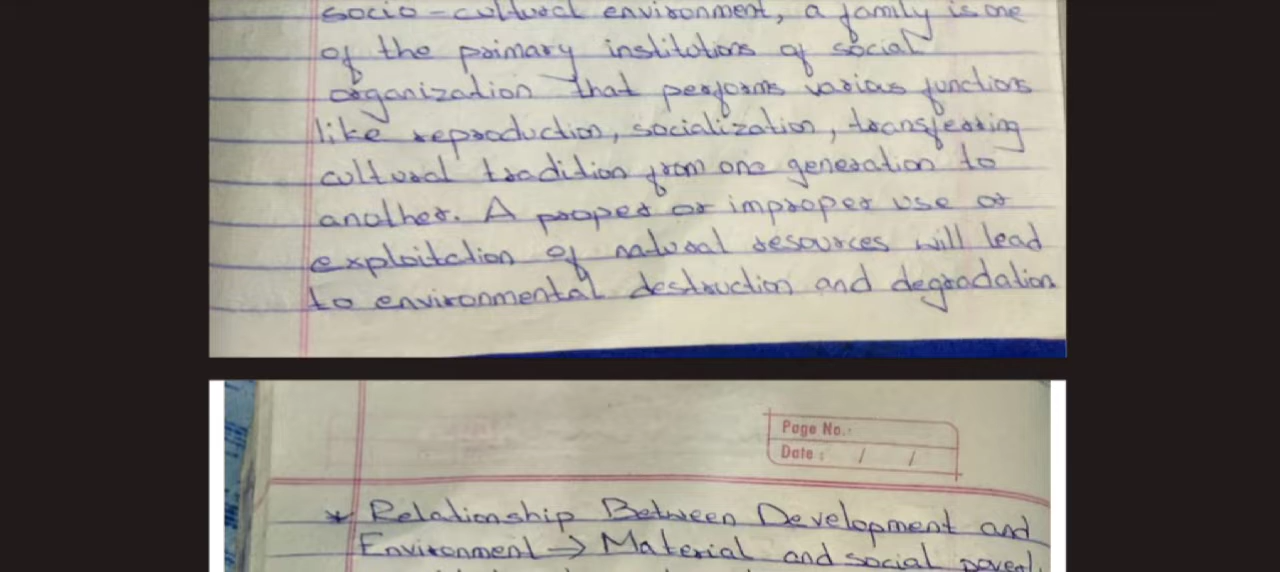 socio-cultural environment, a family is one
of the primary institutions of social
organization that performs various functions
like reproduction, socialization, transferring
cultural tradition from one generation to
another. A proper or improper use or
exploitation of natural resources will lead
to environmental destruction and degradation
Page No.:
Date : / /
* Relationship Between Development and
Environment → Material and social